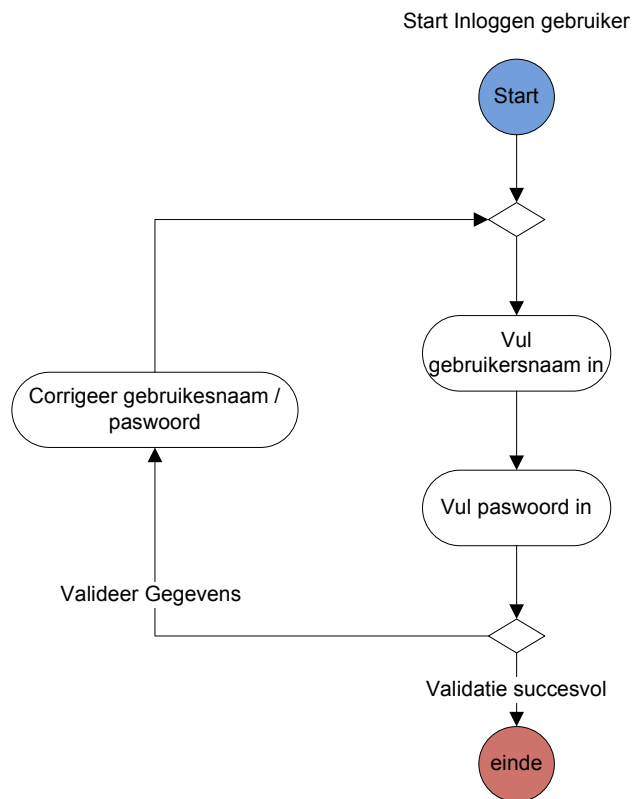 Start Inloggen gebruiker
Start
Vul
gebruikersnaam in
Corrigeer gebruikesnaam /
paswoord
Vul paswoord in
Valideer Gegevens
Validatie succesvol
einde